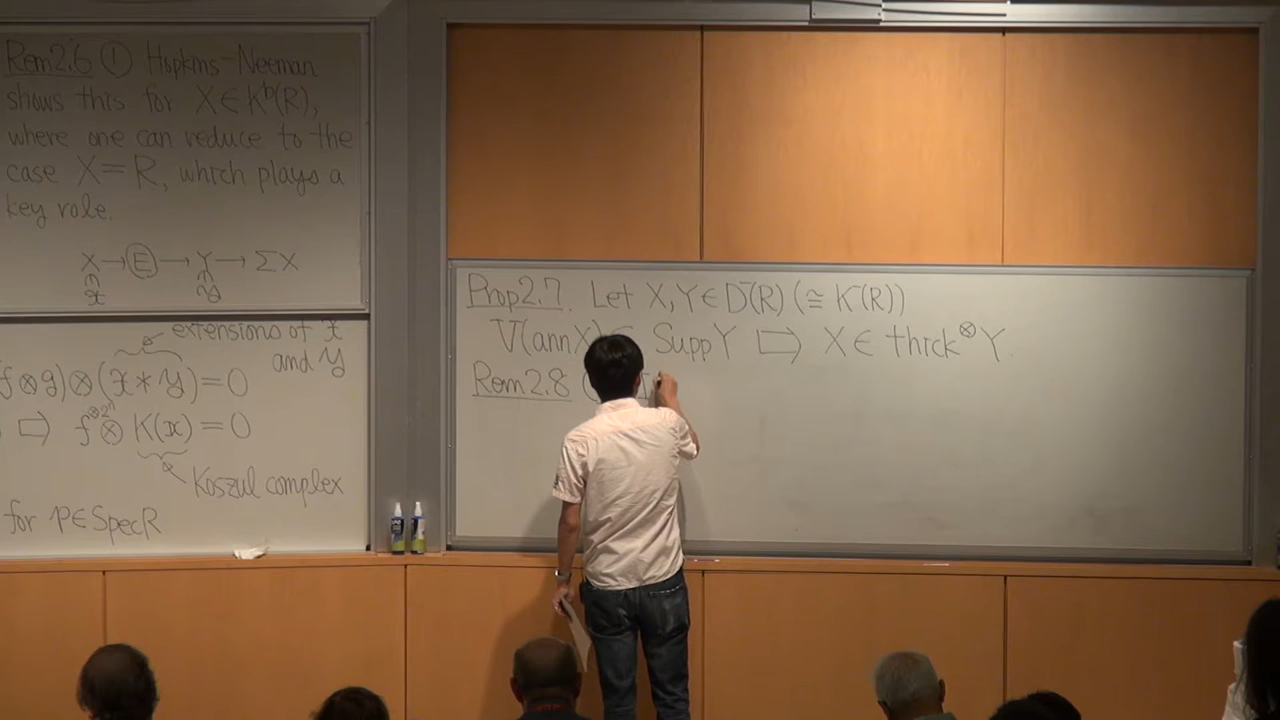 Rem2.6 ① Hopkins-Neeman
shows this for X ∈ Kᵇ(R),
where one can reduce to the
case X = R, which plays a
key role.
X → Ⓔ → Y → ΣX
extensions of 𝒳
and 𝒴
f ⊗ g) ⊗ (𝒳 * 𝒴) = 0
⇒ f ⊗ K(x) = 0
Koszul complex
for p ∈ SpecR
Prop2.7. Let X, Y ∈ D⁻(R) (≅ K⁻(R))
V(annX) Supp Y ⇒ X ∈ thick^⊗ Y.
Rem2.8